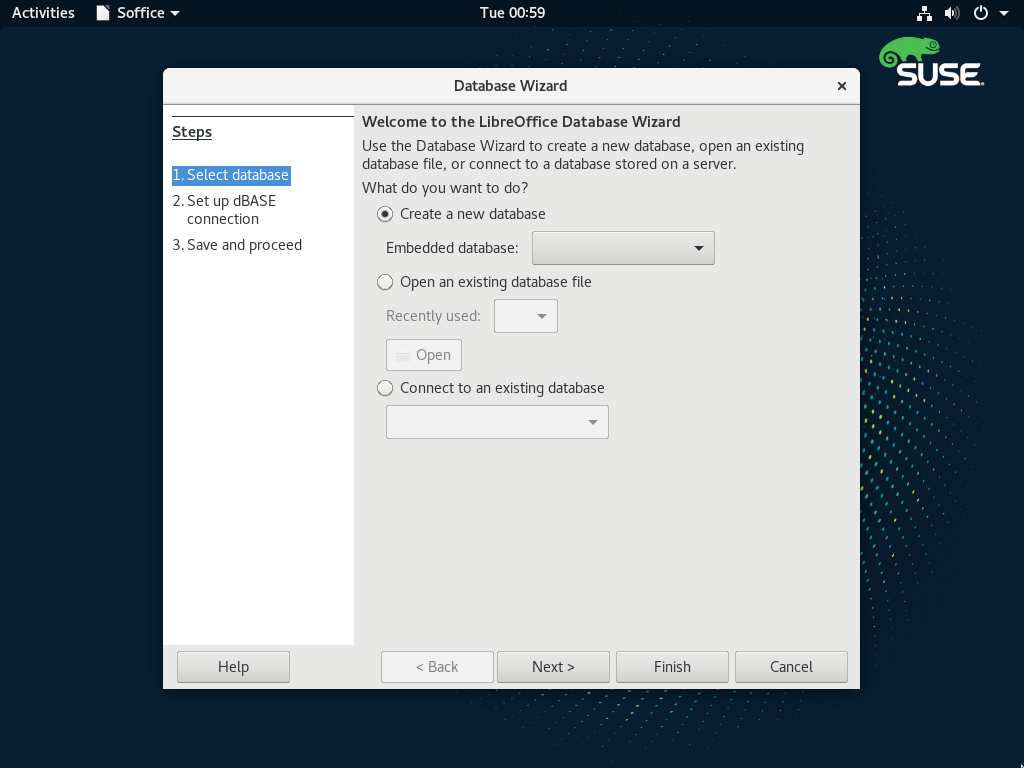 Activities Soffice Tue 00:59
SUSE
Database Wizard
Steps
1. Select database
2. Set up dBASE
connection
3. Save and proceed
Welcome to the LibreOffice Database Wizard
Use the Database Wizard to create a new database, open an existing
database file, or connect to a database stored on a server.
What do you want to do?
Create a new database
Embedded database:
Open an existing database file
Recently used:
Open
Connect to an existing database
Help < Back Next > Finish Cancel